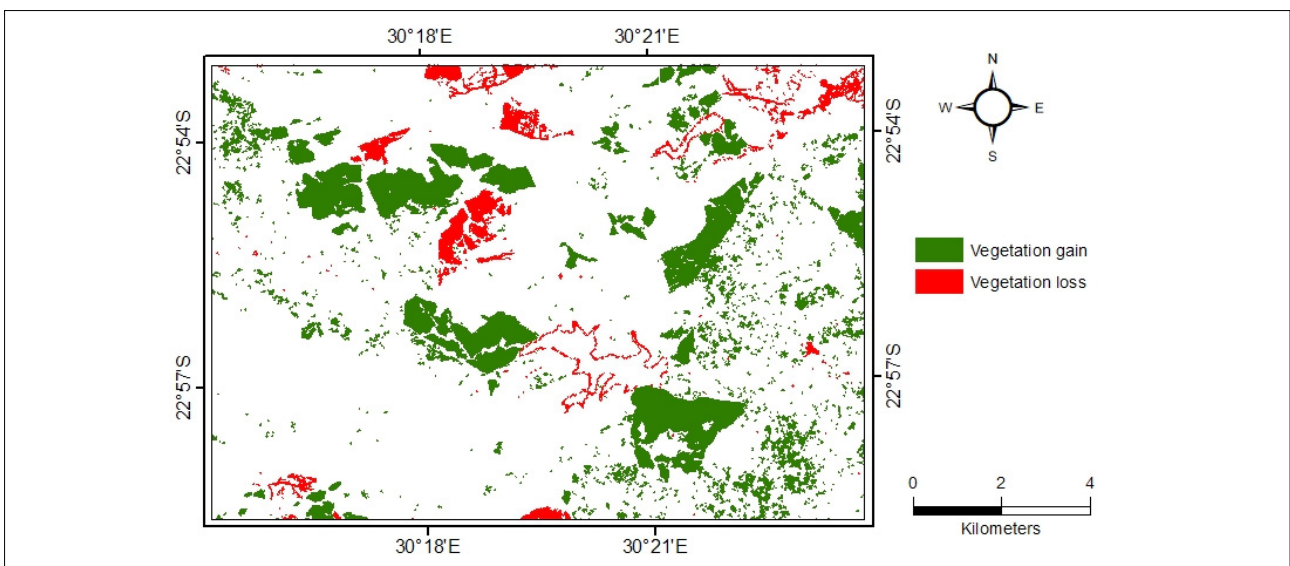 30°18'E 30°21'E
N
W E
S
22°54'S 22°54'S
Vegetation gain
Vegetation loss
22°57'S 22°57'S
0 2 4
Kilometers
30°18'E 30°21'E